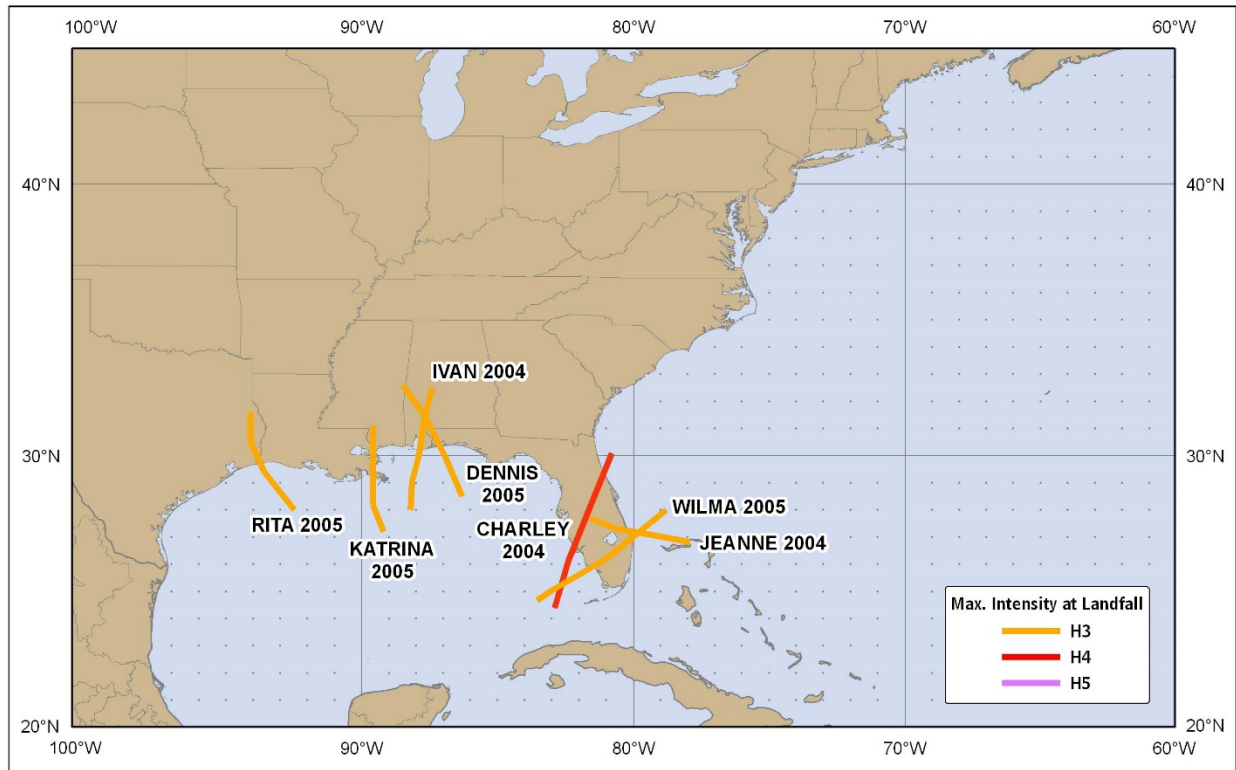 100°W 90°W 80°W 70°W 60°W
40°N 40°N
IVAN 2004
30°N 30°N
DENNIS
2005
WILMA 2005
RITA 2005
CHARLEY
2004
JEANNE 2004
KATRINA
2005
Max. Intensity at Landfall
H3
H4
H5
20°N 20°N
100°W 90°W 80°W 70°W 60°W